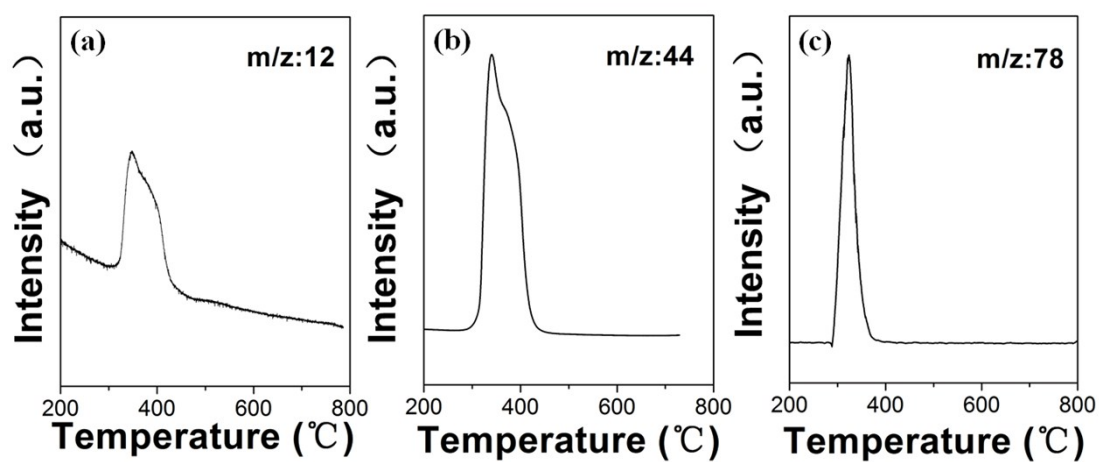 (a)
m/z:12
Intensity （a.u.）
200 400 600 800
Temperature (℃)
(b)
m/z:44
Intensity （a.u.）
200 400 600 800
Temperature (℃)
(c)
m/z:78
Intensity （a.u.）
200 400 600 800
Temperature (℃)